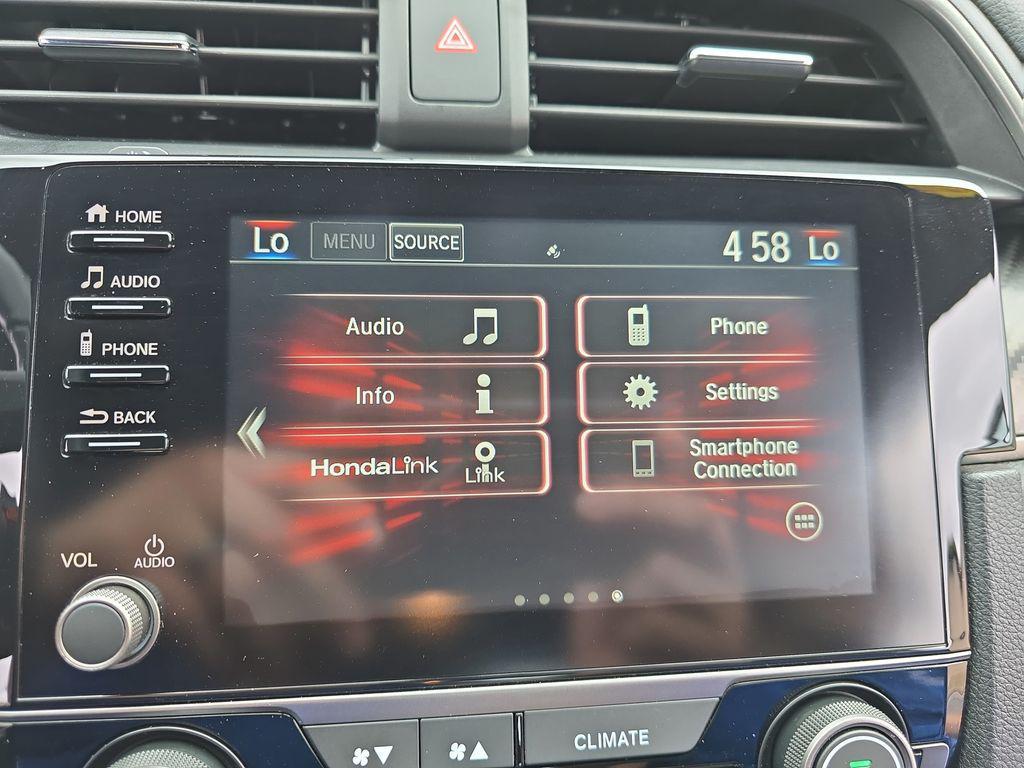 HOME
AUDIO
PHONE
BACK
VOL
AUDIO
Lo MENU SOURCE 4 58 Lo
Audio
Phone
Info
Settings
HondaLink
Link
Smartphone
Connection
CLIMATE